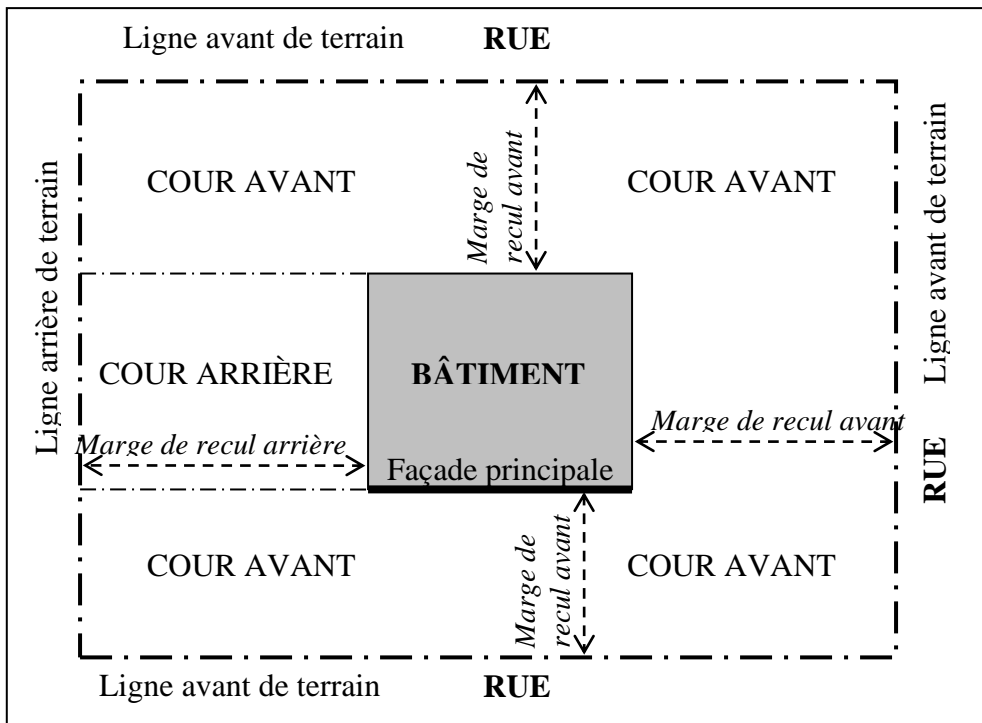 Ligne avant de terrain RUE
Marge de
recul avant
COUR AVANT
COUR AVANT
Ligne arrière de terrain
Ligne avant de terrain
COUR ARRIÈRE
BÂTIMENT
Marge de recul arrière
Marge de recul avant
Façade principale
RUE
COUR AVANT
Marge de
recul avant
COUR AVANT
Ligne avant de terrain RUE